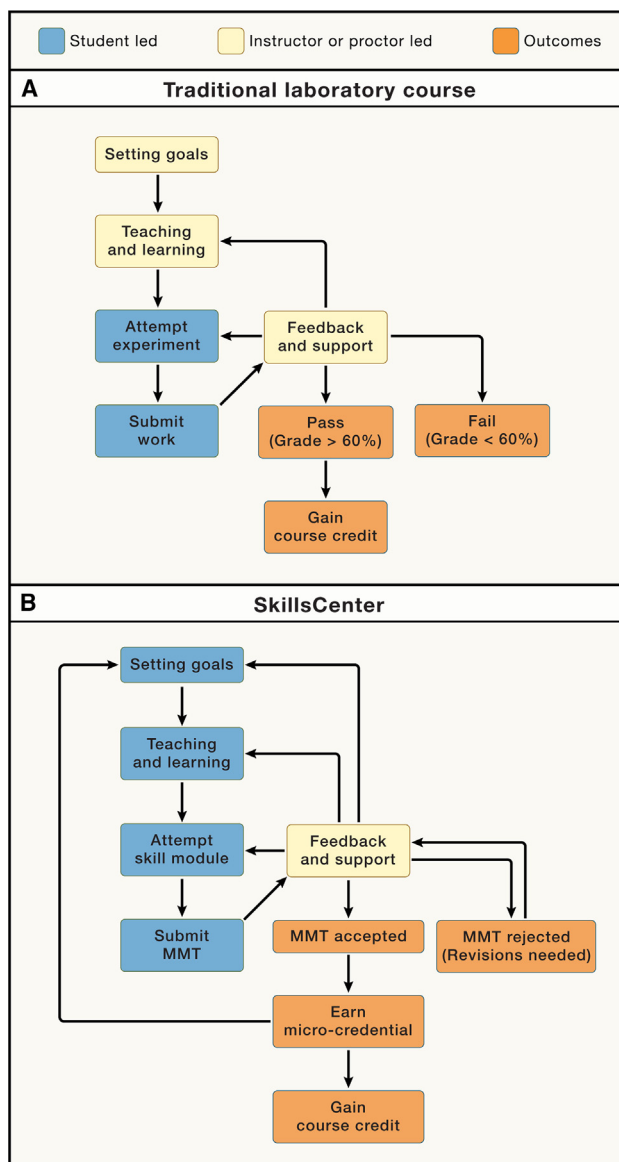 Student led
Instructor or proctor led
Outcomes
A
Traditional laboratory course
Setting goals
Teaching
and learning
Attempt
experiment
Feedback
and support
Submit
work
Pass
(Grade > 60%)
Fail
(Grade < 60%)
Gain
course credit
B
SkillsCenter
Setting goals
Teaching
and learning
Attempt
skill module
Feedback
and support
Submit
MMT
MMT accepted
MMT rejected
(Revisions needed)
Earn
micro-credential
Gain
course credit